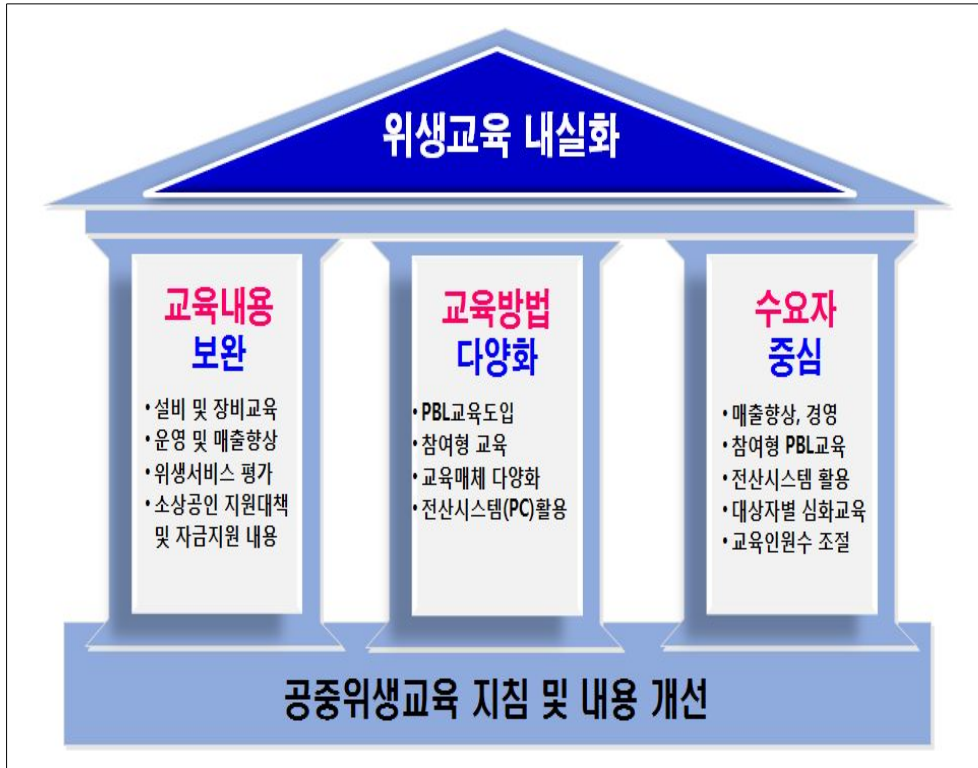 위생교육 내실화
교육내용
보완
• 설비 및 장비교육
• 운영 및 매출향상
• 위생서비스 평가
• 소상공인 지원대책
및 자금지원 내용
교육방법
다양화
• PBL교육도입
• 참여형 교육
• 교육매체 다양화
• 전산시스템(PC)활용
수요자
중심
• 매출향상, 경영
• 참여형 PBL교육
• 전산시스템 활용
• 대상자별 심화교육
• 교육인원수 조절
공중위생교육 지침 및 내용 개선